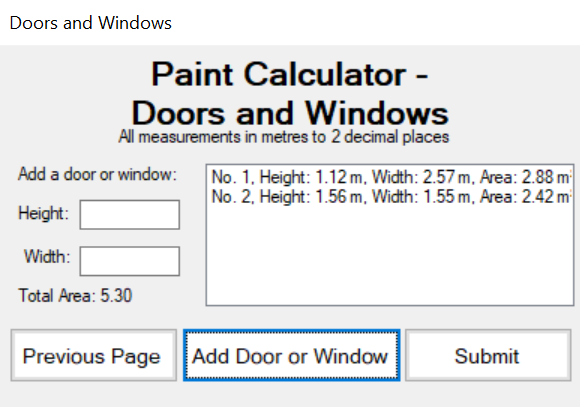 Doors and Windows
Paint Calculator -
Doors and Windows
All measurements in metres to 2 decimal places
Add a door or window:
No. 1, Height: 1.12 m, Width: 2.57 m, Area: 2.88 m
No. 2, Height: 1.56 m, Width: 1.55 m, Area: 2.42 m
Height:
Width:
Total Area: 5.30
Previous Page
Add Door or Window
Submit